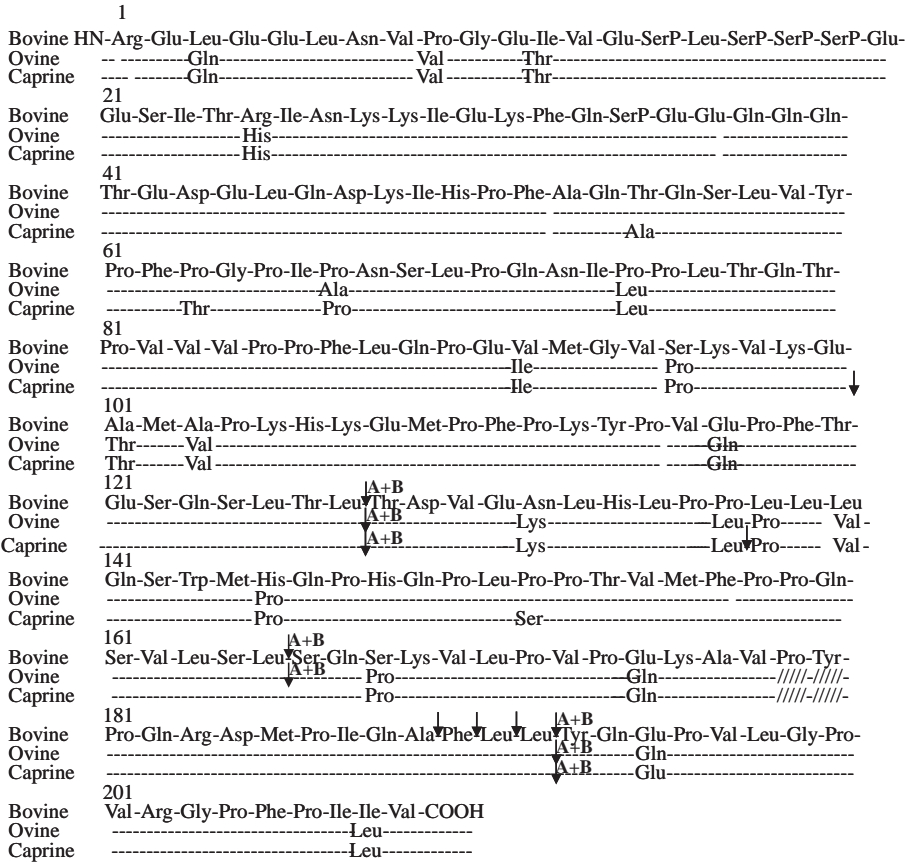 1
Bovine HN-Arg-Glu-Leu-Glu-Glu-Leu-Asn-Val-Pro-Gly-Glu-Ile-Val-Glu-SerP-Leu-SerP-SerP-SerP-Glu-
Ovine -- --------Gln----------------------Val-----------Thr------------------------------------------------
Caprine ---- --------Gln----------------------Val-----------Thr------------------------------------------------
21
Bovine Glu-Ser-Ile-Thr-Arg-Ile-Asn-Lys-Lys-Ile-Glu-Lys-Phe-Gln-SerP-Glu-Glu-Gln-Gln-Gln-
Ovine --------------------His--------------------------------------------------------------- ------------------
Caprine --------------------His--------------------------------------------------------------- ------------------
41
Bovine Thr-Glu-Asp-Glu-Leu-Gln-Asp-Lys-Ile-His-Pro-Phe-Ala-Gln-Thr-Gln-Ser-Leu-Val-Tyr-
Ovine ---------------------------------------------------------------- ------------------------------------------
Caprine ---------------------------------------------------------------- ----------Ala---------------------------
61
Bovine Pro-Phe-Pro-Gly-Pro-Ile-Pro-Asn-Ser-Leu-Pro-Gln-Asn-Ile-Pro-Pro-Leu-Thr-Gln-Thr-
Ovine -------------------------------Ala--------------------------------------Leu---------------------------
Caprine -----------Thr----------------Pro--------------------------------------Leu---------------------------
81
Bovine Pro-Val-Val-Val-Pro-Pro-Phe-Leu-Gln-Pro-Glu-Val-Met-Gly-Val-Ser-Lys-Val-Lys-Glu-
Ovine -----------------------------------------------------------Ile------------------ Pro----------------------
Caprine -----------------------------------------------------------Ile------------------ Pro----------------------
101
Bovine Ala-Met-Ala-Pro-Lys-His-Lys-Glu-Met-Pro-Phe-Pro-Lys-Tyr-Pro-Val-Glu-Pro-Phe-Thr-
Ovine Thr-------Val---------------------------------------------------------------- ------Gln-----------------
Caprine Thr-------Val---------------------------------------------------------------- ------Gln-----------------
121
A+B
Bovine Glu-Ser-Gln-Ser-Leu-Thr-Leu-Thr-Asp-Val-Glu-Asn-Leu-His-Leu-Pro-Pro-Leu-Leu-Leu
A+B
Ovine -----------------------------------------------------------Lys----------------------------Leu-Pro------ Val-
A+B
Caprine ------------------------------------------------------------Lys----------------------------Leu-Pro------ Val-
141
Bovine Gln-Ser-Trp-Met-His-Gln-Pro-His-Gln-Pro-Leu-Pro-Pro-Thr-Val-Met-Phe-Pro-Pro-Gln-
Ovine ---------------------Pro------------------------------------------------------------------ -----------------
Caprine ---------------------Pro----------------------------------Ser----------------------------------------------
161
A+B
Bovine Ser-Val-Leu-Ser-Leu-Ser-Gln-Ser-Lys-Val-Leu-Pro-Val-Pro-Glu-Lys-Ala-Val-Pro-Tyr-
A+B
Ovine -------------------------------------Pro----------------------------------Gln----------------/////-/////-
Caprine ------------------------------------Pro----------------------------------Gln----------------/////-/////-
181
A+B
Bovine Pro-Gln-Arg-Asp-Met-Pro-Ile-Gln-Ala-Phe-Leu-Leu-Tyr-Gln-Glu-Pro-Val-Leu-Gly-Pro-
A+B
Ovine ----------------------------------------------------------------------------Gln---------------------------
A+B
Caprine ----------------------------------------------------------------------------Glu---------------------------
201
Bovine Val-Arg-Gly-Pro-Phe-Pro-Ile-Ile-Val-COOH
Ovine ----------------------------------Leu-------------
Caprine ----------------------------------Leu-------------